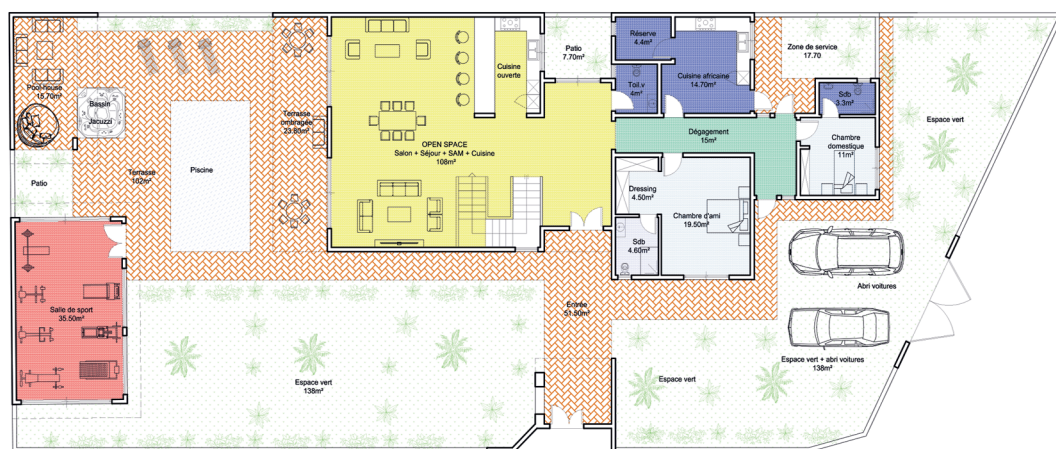 Réserve
4.4m²
Patio
7.70m²
Zone de service
17.70
Cuisine
ouverte
Cuisine africaine
14.70m²
Toil.v
4m²
Pool-house
15.70m²
Bassin
Jacuzzi
Sdb
3.3m²
Terrasse
ombragée
23.80m²
Espace vert
Dégagement
15m²
Chambre
domestique
11m²
OPEN SPACE
Salon + Séjour + SAM + Cuisine
108m²
Terrasse
102m²
Piscine
Patio
Dressing
4.50m²
Chambre d'ami
19.50m²
Sdb
4.60m²
Abri voitures
Salle de sport
35.50m²
Entrée
51.50m²
Espace vert + abri voitures
138m²
Espace vert
138m²
Espace vert